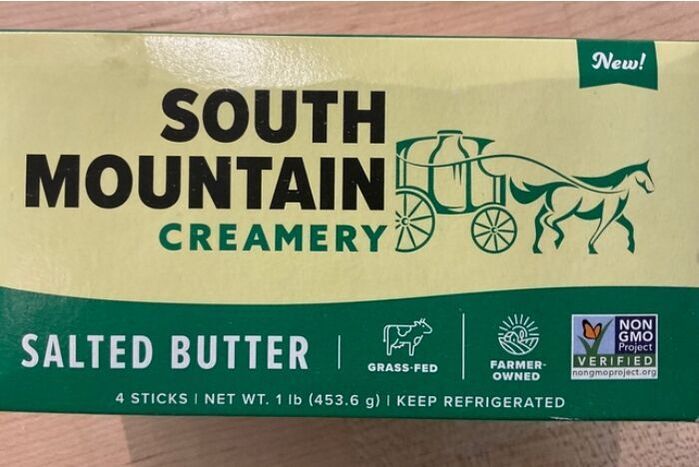 New!
SOUTH
MOUNTAIN
CREAMERY
SALTED BUTTER
GRASS-FED
FARMER-
OWNED
NON
GMO
Project
VERIFIED
nongmoproject.org
4 STICKS | NET WT. 1 lb (453.6 g) | KEEP REFRIGERATED